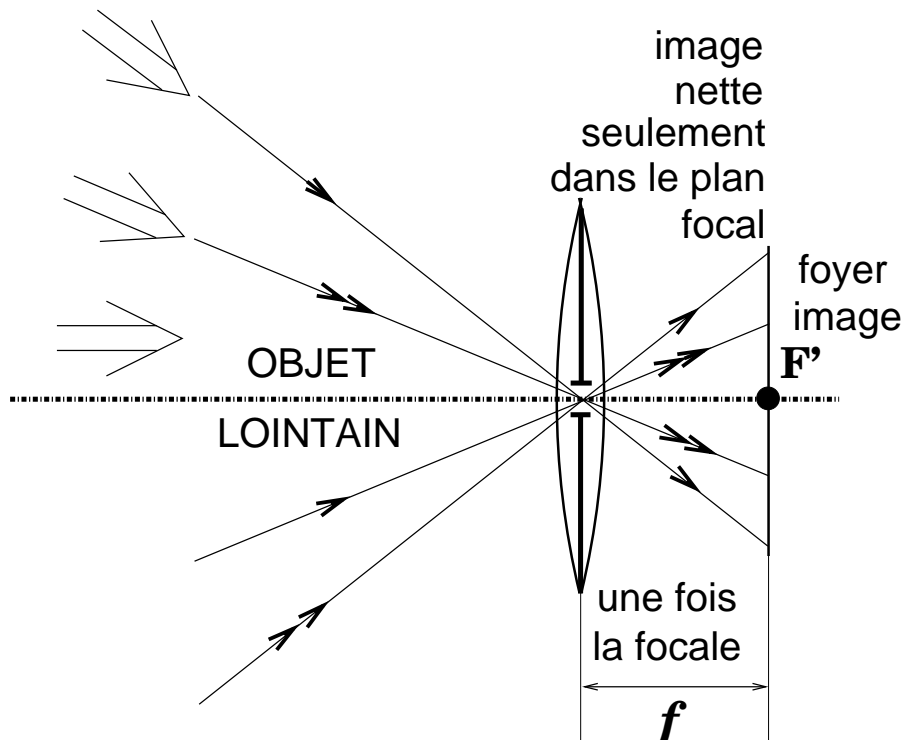 image
nette
seulement
dans le plan
focal
foyer
image
F’
OBJET
LOINTAIN
une fois
la focale
f